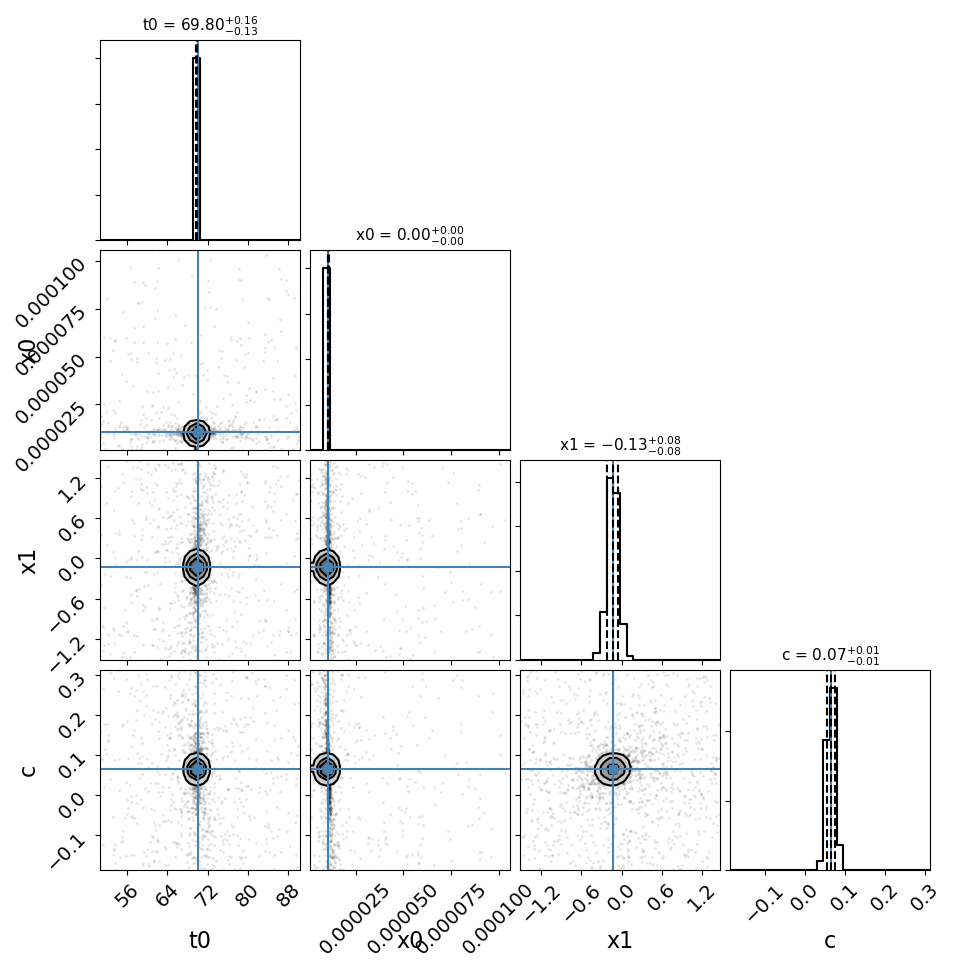 t0 = 69.80+0.16−0.13
x0 = 0.00+0.00−0.00
x1 = −0.13+0.08−0.08
c = 0.07+0.01−0.01
x0
0.000100
0.000075
0.000050
0.000025
x1
1.2
0.6
0.0
−0.6
−1.2
c
0.3
0.2
0.1
0.0
−0.1
56 64 72 80 88
0.000025 0.000050 0.000075 0.000100
−1.2 −0.6 0.0 0.6 1.2
−0.1 0.0 0.1 0.2 0.3
t0 x0 x1 c